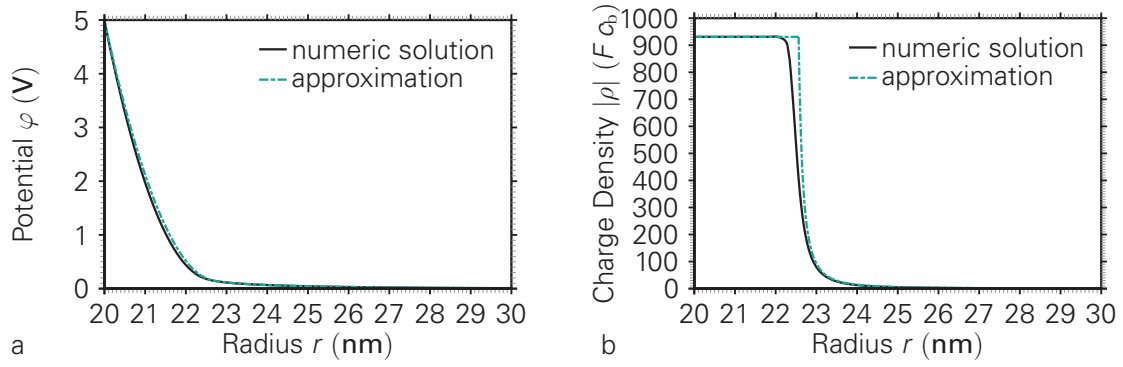 5
4
3
2
1
0
Potential φ (V)
numeric solution
approximation
20 21 22 23 24 25 26 27 28 29 30
Radius r (nm)
a
1000
900
800
700
600
500
400
300
200
100
0
Charge Density |ρ| (F c_b)
numeric solution
approximation
20 21 22 23 24 25 26 27 28 29 30
Radius r (nm)
b